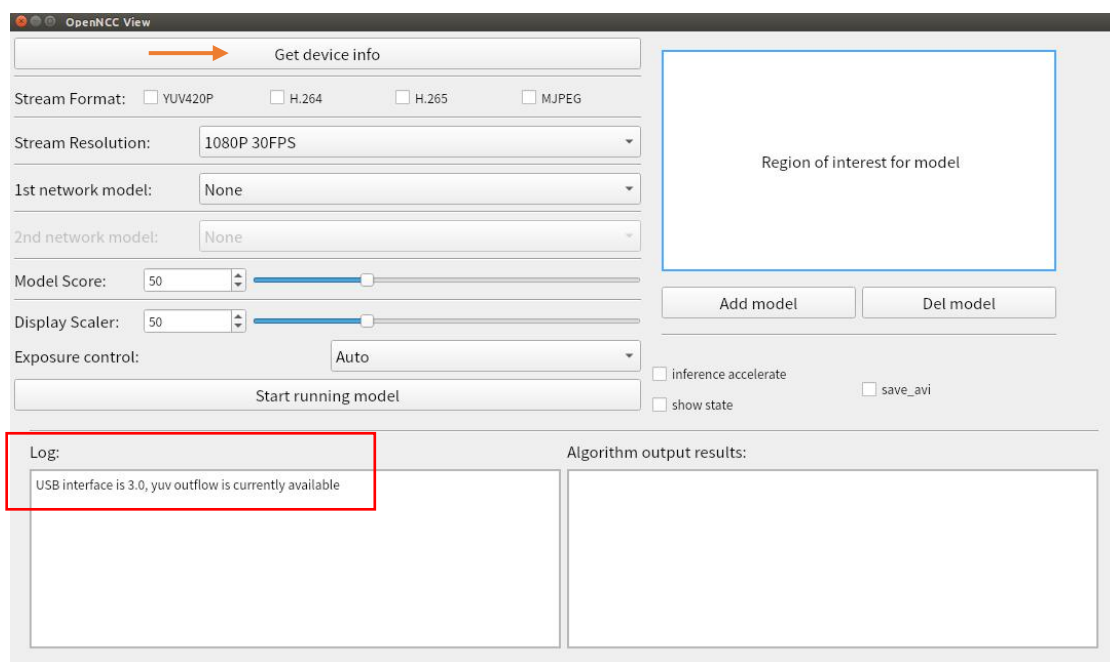 OpenNCC View
Get device info
Stream Format: YUV420P H.264 H.265 MJPEG
Stream Resolution: 1080P 30FPS
1st network model: None
2nd network model: None
Model Score: 50
Display Scaler: 50
Exposure control: Auto
Start running model
Region of interest for model
Add model Del model
inference accelerate
save_avi
show state
Log:
USB interface is 3.0, yuv outflow is currently available
Algorithm output results: